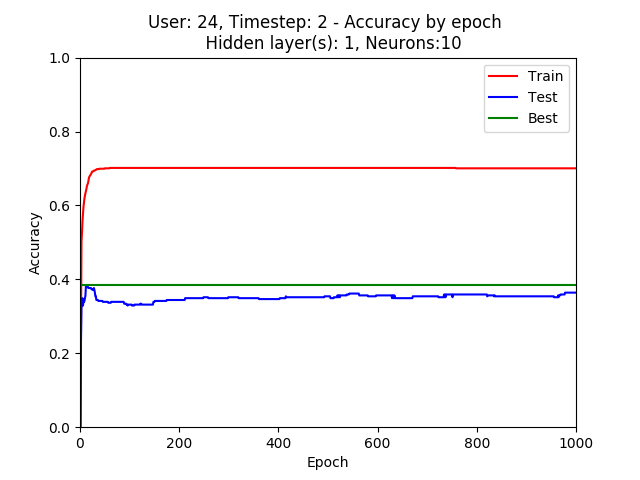 User: 24, Timestep: 2 - Accuracy by epoch
Hidden layer(s): 1, Neurons:10
1.0
0.8
0.6
0.4
0.2
0.0
Accuracy
Train
Test
Best
0 200 400 600 800 1000
Epoch